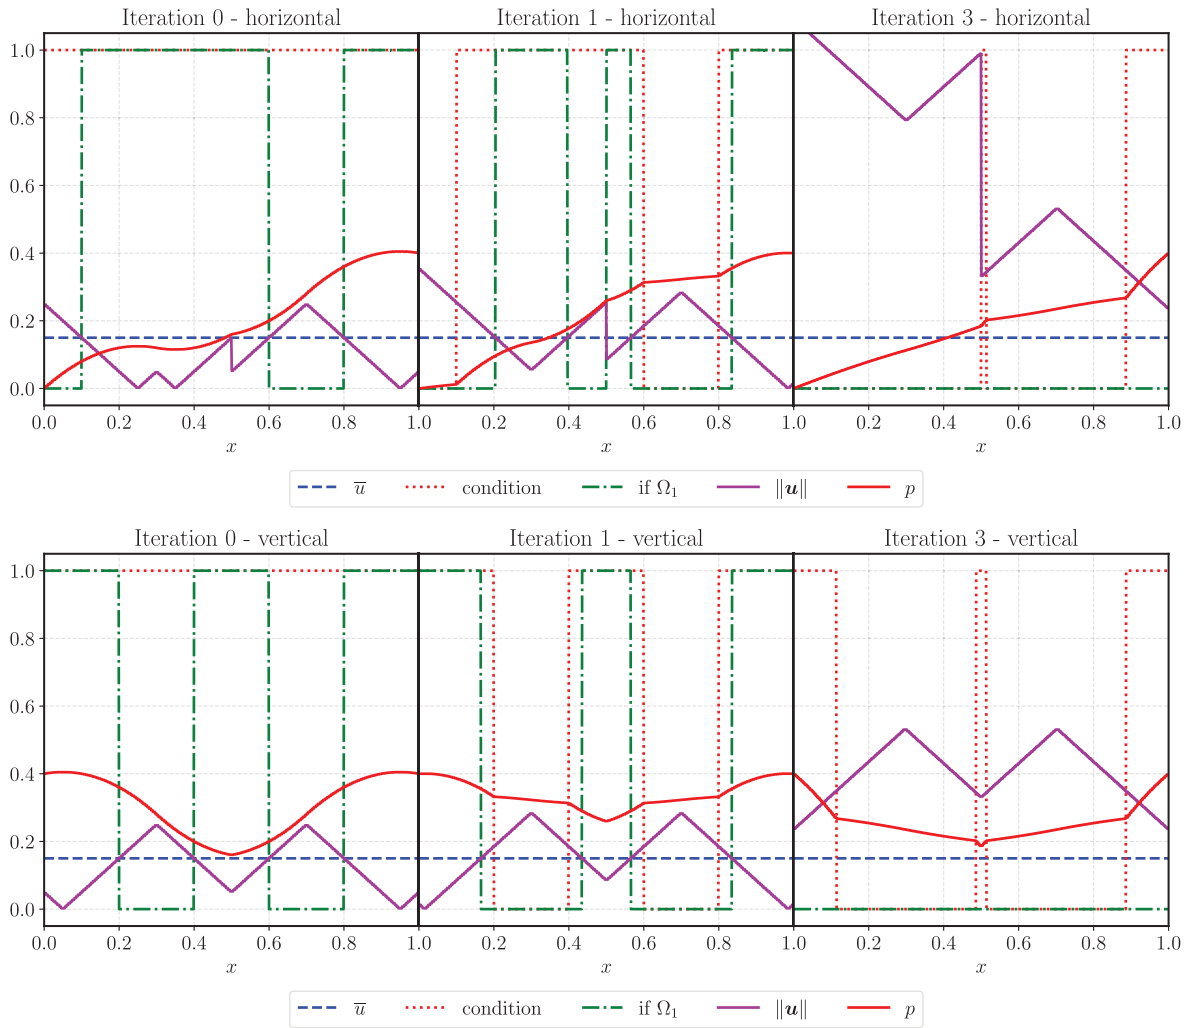 Iteration 0 - horizontal Iteration 1 - horizontal Iteration 3 - horizontal
1.0
0.8
0.6
0.4
0.2
0.0
0.0 0.2 0.4 0.6 0.8 1.0 0.2 0.4 0.6 0.8 1.0 0.2 0.4 0.6 0.8 1.0
x x x
u̅ condition if Ω₁ ‖𝒖‖ p
Iteration 0 - vertical Iteration 1 - vertical Iteration 3 - vertical
1.0
0.8
0.6
0.4
0.2
0.0
0.0 0.2 0.4 0.6 0.8 1.0 0.2 0.4 0.6 0.8 1.0 0.2 0.4 0.6 0.8 1.0
x x x
u̅ condition if Ω₁ ‖𝒖‖ p